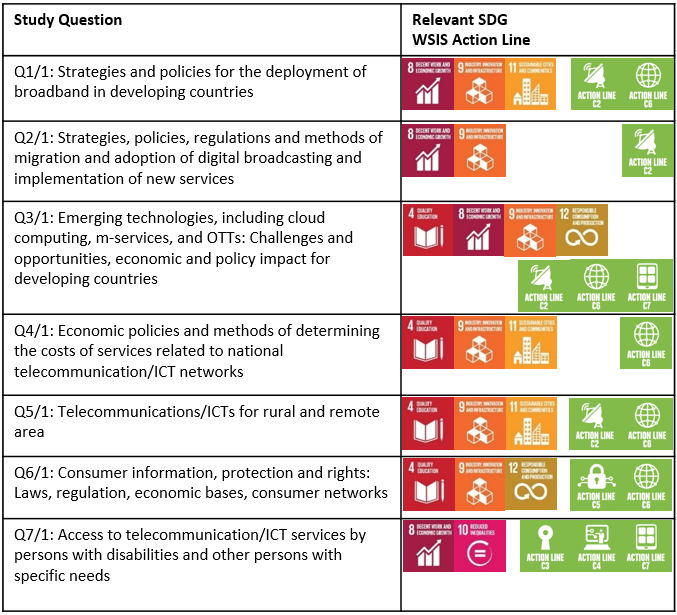 Study Question
Relevant SDG
WSIS Action Line
Q1/1: Strategies and policies for the deployment of
broadband in developing countries
8 DECENT WORK AND
ECONOMIC GROWTH
9 INDUSTRY, INNOVATION
AND INFRASTRUCTURE
11 SUSTAINABLE CITIES
AND COMMUNITIES
ACTION LINE
C2
ACTION LINE
C6
Q2/1: Strategies, policies, regulations and methods of
migration and adoption of digital broadcasting and
implementation of new services
8 DECENT WORK AND
ECONOMIC GROWTH
9 INDUSTRY, INNOVATION
AND INFRASTRUCTURE
ACTION LINE
C2
Q3/1: Emerging technologies, including cloud
computing, m-services, and OTTs: Challenges and
opportunities, economic and policy impact for
developing countries
4 QUALITY
EDUCATION
8 DECENT WORK AND
ECONOMIC GROWTH
9 INDUSTRY, INNOVATION
AND INFRASTRUCTURE
12 RESPONSIBLE
CONSUMPTION
AND PRODUCTION
ACTION LINE
C2
ACTION LINE
C6
ACTION LINE
C7
Q4/1: Economic policies and methods of determining
the costs of services related to national
telecommunication/ICT networks
4 QUALITY
EDUCATION
9 INDUSTRY, INNOVATION
AND INFRASTRUCTURE
11 SUSTAINABLE CITIES
AND COMMUNITIES
ACTION LINE
C6
Q5/1: Telecommunications/ICTs for rural and remote
area
4 QUALITY
EDUCATION
9 INDUSTRY, INNOVATION
AND INFRASTRUCTURE
11 SUSTAINABLE CITIES
AND COMMUNITIES
ACTION LINE
C2
ACTION LINE
C6
Q6/1: Consumer information, protection and rights:
Laws, regulation, economic bases, consumer networks
4 QUALITY
EDUCATION
9 INDUSTRY, INNOVATION
AND INFRASTRUCTURE
12 RESPONSIBLE
CONSUMPTION
AND PRODUCTION
ACTION LINE
C5
ACTION LINE
C6
Q7/1: Access to telecommunication/ICT services by
persons with disabilities and other persons with
specific needs
8 DECENT WORK AND
ECONOMIC GROWTH
10 REDUCED
INEQUALITIES
ACTION LINE
C3
ACTION LINE
C4
ACTION LINE
C7